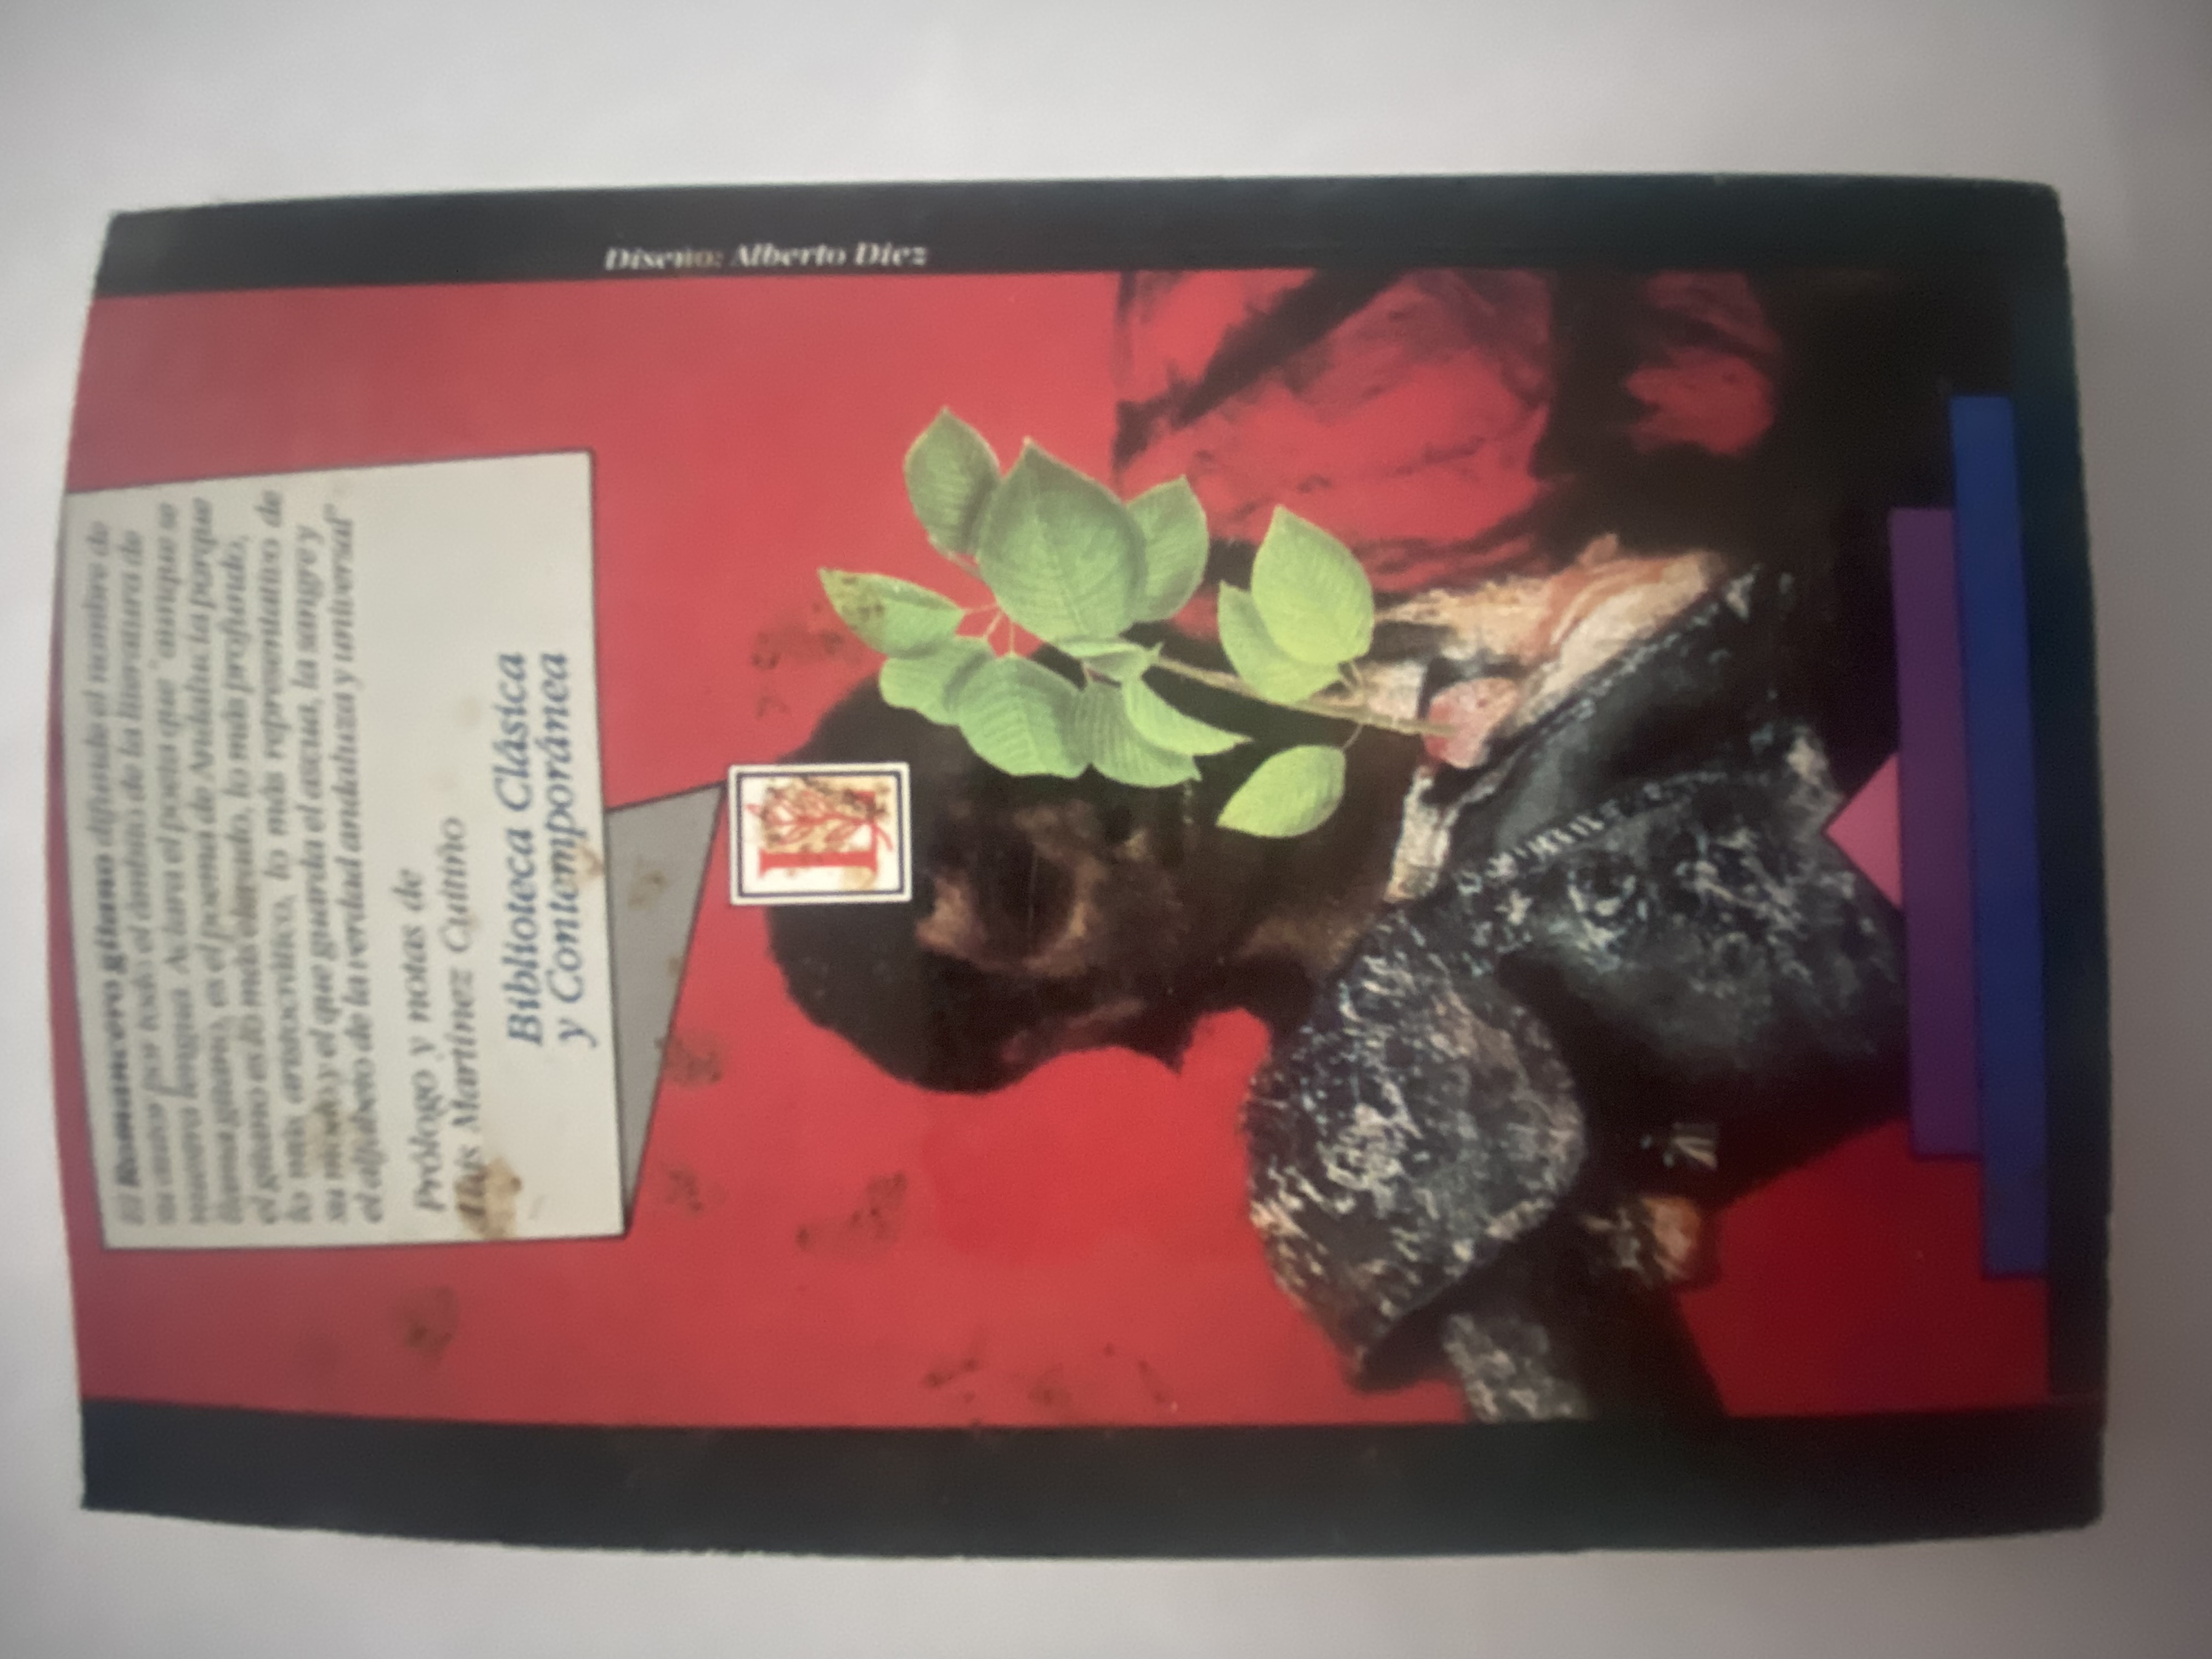 El Romancero gitano difunde el nombre de
su autor por todo el ámbito de la literatura de
nuestra lengua. Aclara el poeta que "aunque se
llama gitano, es el poema de Andalucía porque
el gitano es lo más elevado, lo más profundo,
lo más aristocrático, lo más representativo de
su modo y el que guarda el ascua, la sangre y
el alfabeto de la verdad andaluza y universal"
Prólogo y notas de
Luis Martínez Cuitiño
Biblioteca Clásica
y Contemporánea
L
Diseño: Alberto Diez